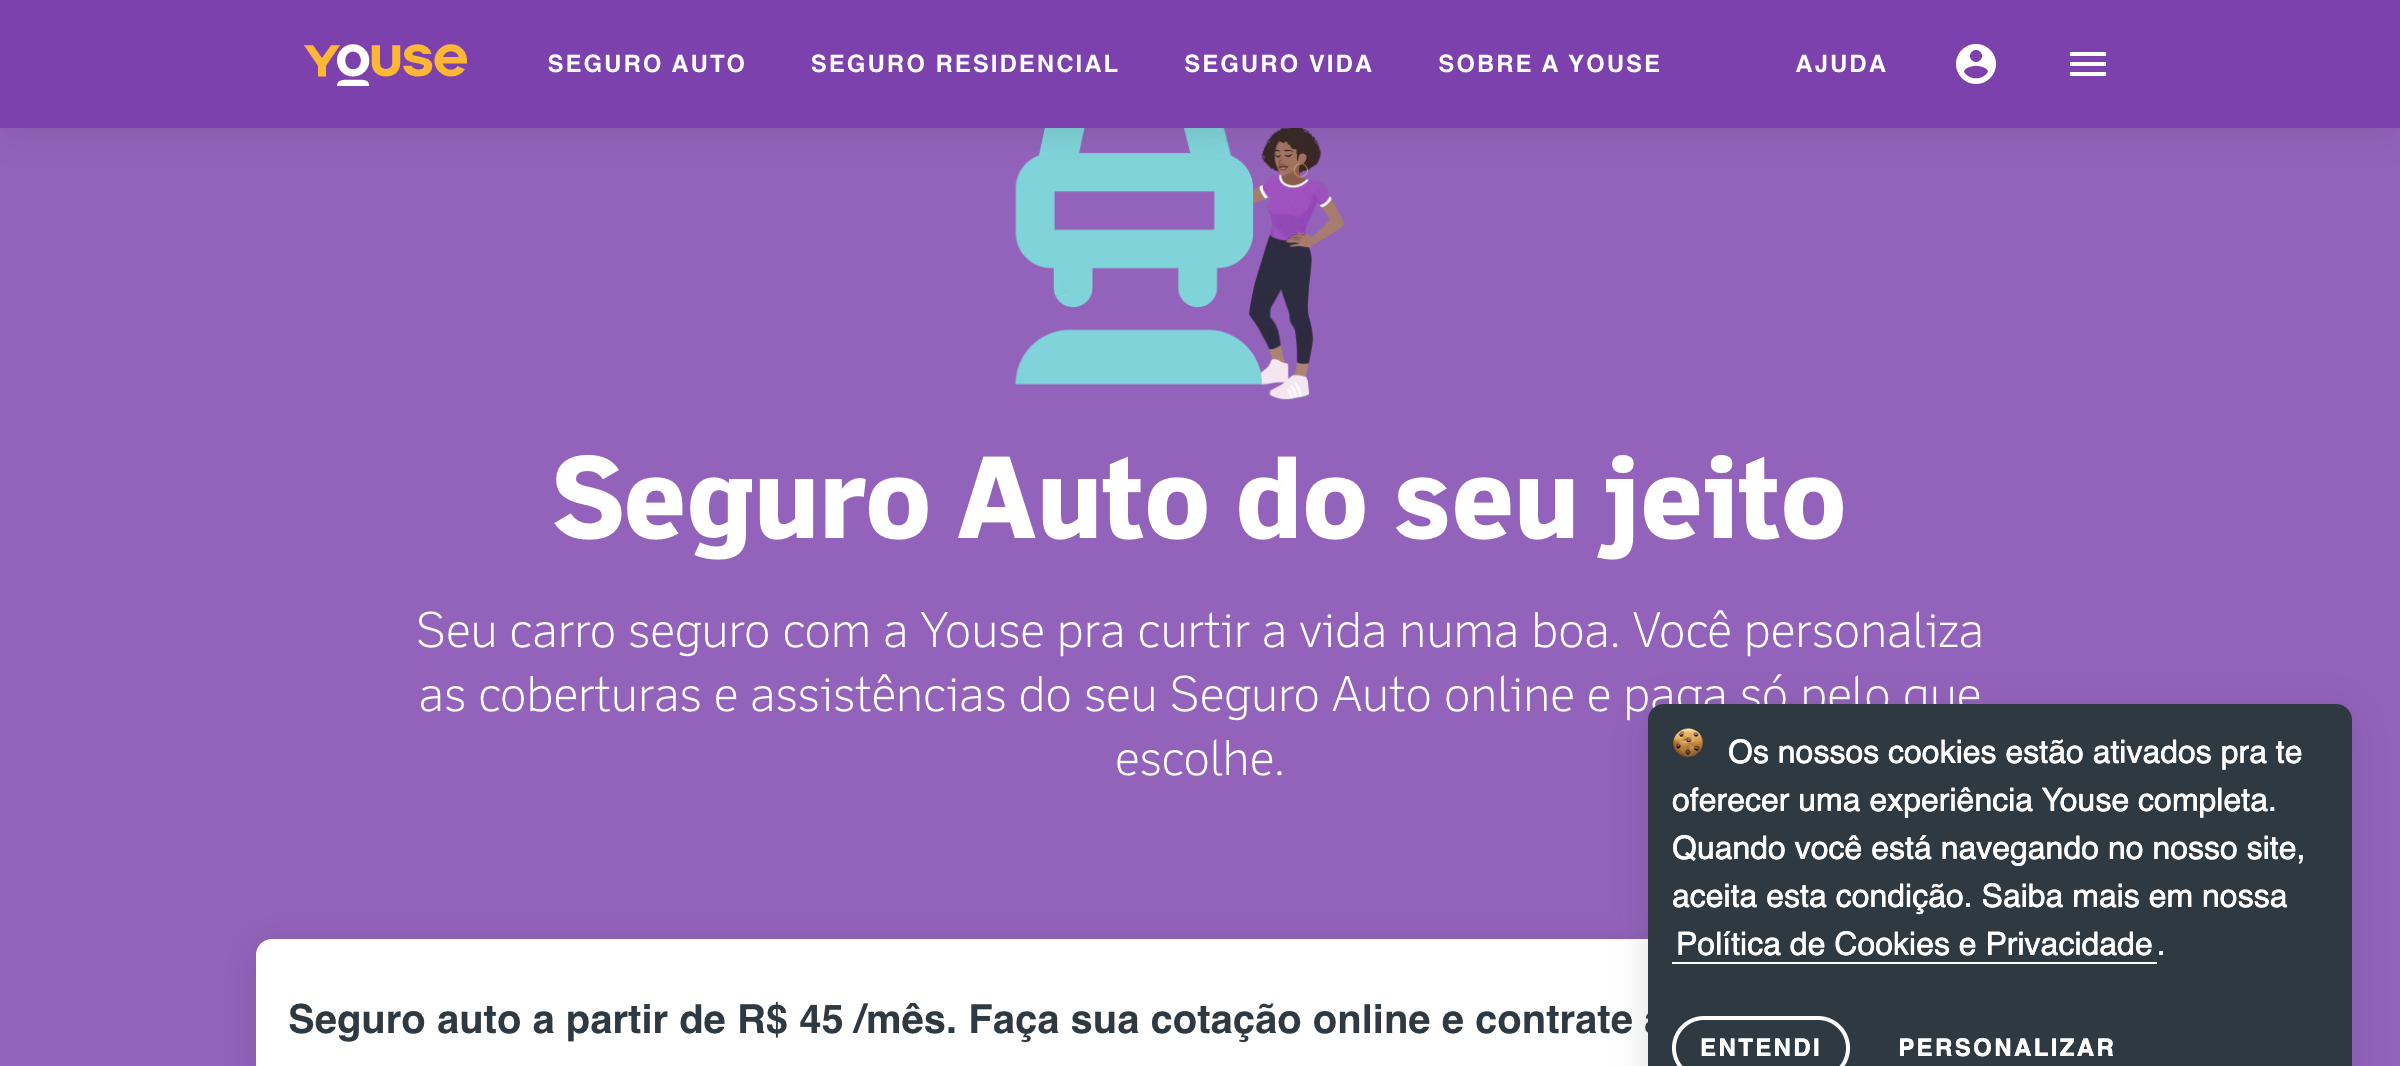 Youse
SEGURO AUTO
SEGURO RESIDENCIAL
SEGURO VIDA
SOBRE A YOUSE
AJUDA
Seguro Auto do seu jeito
Seu carro seguro com a Youse pra curtir a vida numa boa. Você personaliza
as coberturas e assistências do seu Seguro Auto online e paga só pelo que
escolhe.
Seguro auto a partir de R$ 45 /mês. Faça sua cotação online e contrate
Os nossos cookies estão ativados pra te
oferecer uma experiência Youse completa.
Quando você está navegando no nosso site,
aceita esta condição. Saiba mais em nossa
Política de Cookies e Privacidade.
ENTENDI
PERSONALIZAR